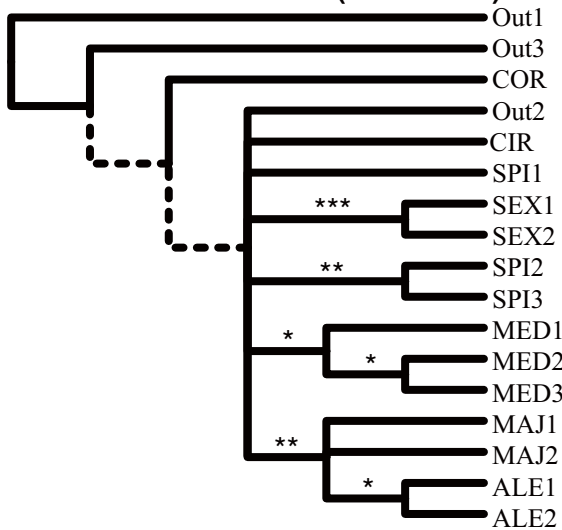 Out1
Out3
COR
Out2
CIR
SPI1
***
SEX1
SEX2
**
SPI2
SPI3
*
MED1
*
MED2
MED3
**
MAJ1
MAJ2
*
ALE1
ALE2